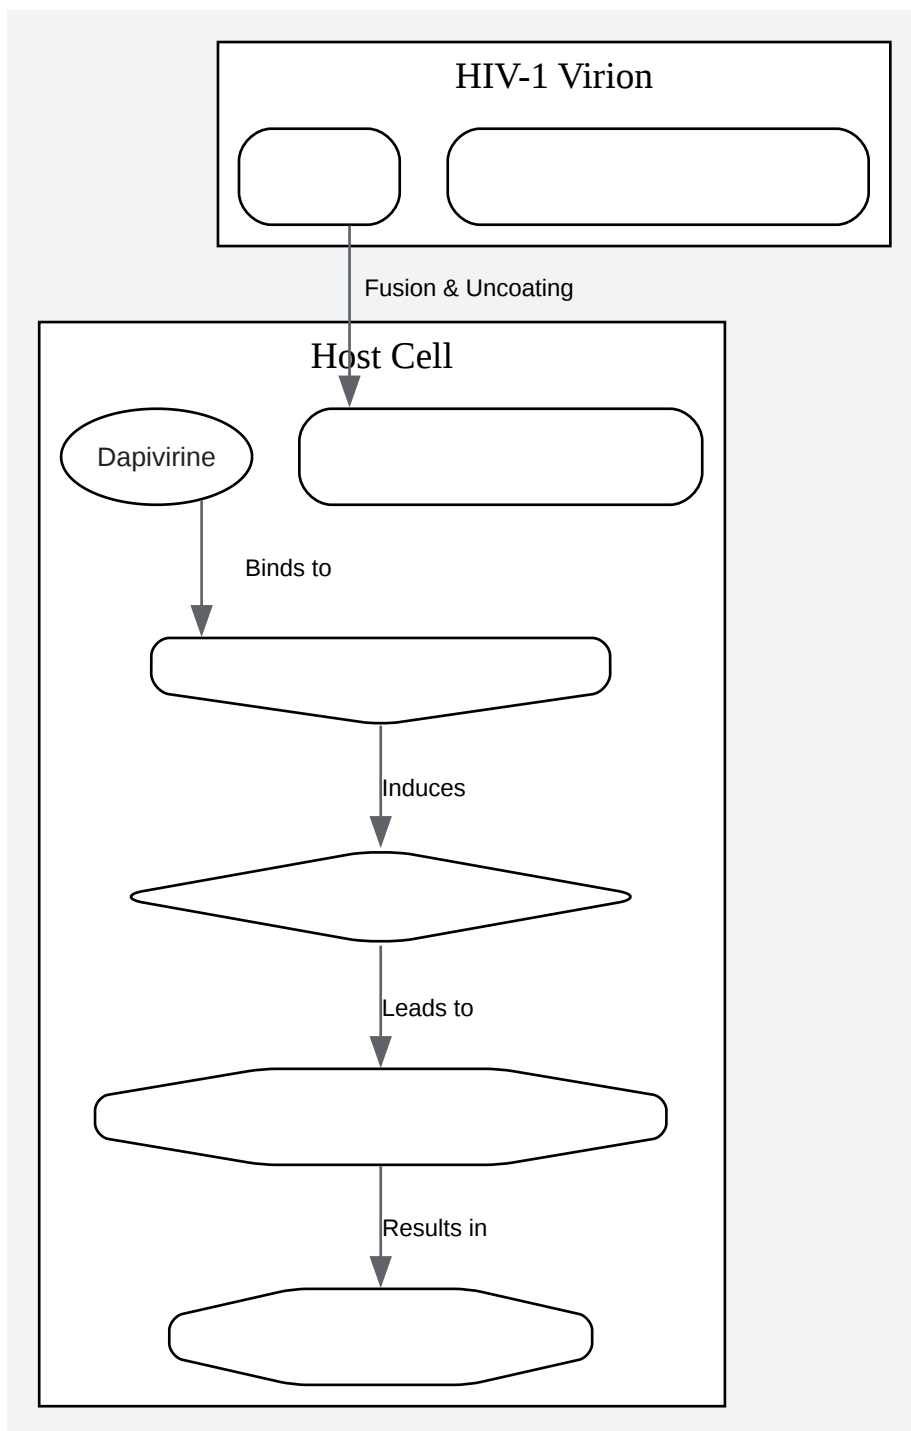 HIV-1 Virion
Fusion & Uncoating
Host Cell
Dapivirine
Binds to
Induces
Leads to
Results in